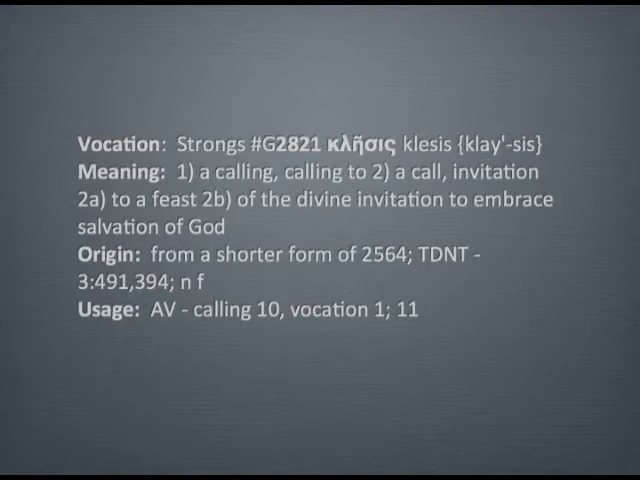 Vocation:  Strongs #G2821 κλῆσις klesis {klay'-sis}
Meaning:  1) a calling, calling to 2) a call, invitation
2a) to a feast 2b) of the divine invitation to embrace
salvation of God
Origin:  from a shorter form of 2564; TDNT -
3:491,394; n f
Usage:  AV - calling 10, vocation 1; 11